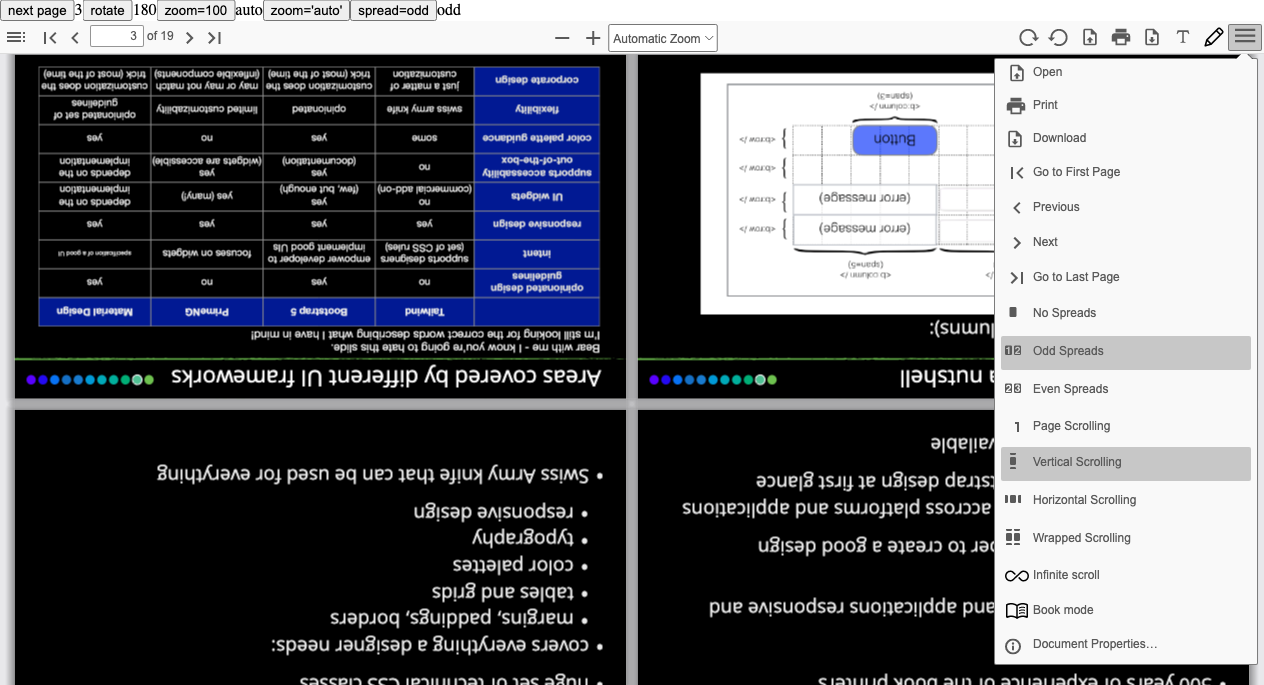 next page 3 rotate 180 zoom=100 auto zoom='auto' spread=odd odd
3 of 19 Automatic Zoom
Open
Print
Download
Go to First Page
Previous
Next
Go to Last Page
No Spreads
Odd Spreads
Even Spreads
Page Scrolling
Vertical Scrolling
Horizontal Scrolling
Wrapped Scrolling
Infinite scroll
Book mode
Document Properties…
Areas covered by different UI frameworks
Bear with me - I know you're going to hate this slide.
I'm still looking for the correct words describing what I have in mind!
Tailwind Bootstrap 5 PrimeNG Material Design
opinionated design guidelines no yes no yes
intent supports designers (set of CSS rules) empower developer to implement good UIs focuses on widgets specification of a good UI
responsive design yes yes yes yes
UI widgets no (commercial add-on) yes (few, but enough) yes (many!) depends on the implementation
supports accessability out-of-the-box no yes (documentation) yes (widgets are accessible) depends on the implementation
color palette guidance some yes no yes
flexibility swiss army knife opinionated limited customizability opinionated set of guidelines
corporate design just a matter of customization customization does the trick (most of the time) may or may not match (inflexible components) customization does the trick (most of the time)
nutshell
lumns):
<b-column />
(span=5)
(error message)
<b-row />
(error message)
<b-row />
<b-row />
Button
<b-row />
<b-column />
(span=3)
• huge set of technical CSS classes
• covers everything a designer needs:
• margins, paddings, borders
• tables and grids
• color palettes
• typography
• responsive design
• Swiss Army knife that can be used for everything
• 500 years of experience of the book printers
and applications responsive and
per to create a good design
accross platforms and applications
tstrap design at first glance
vailable